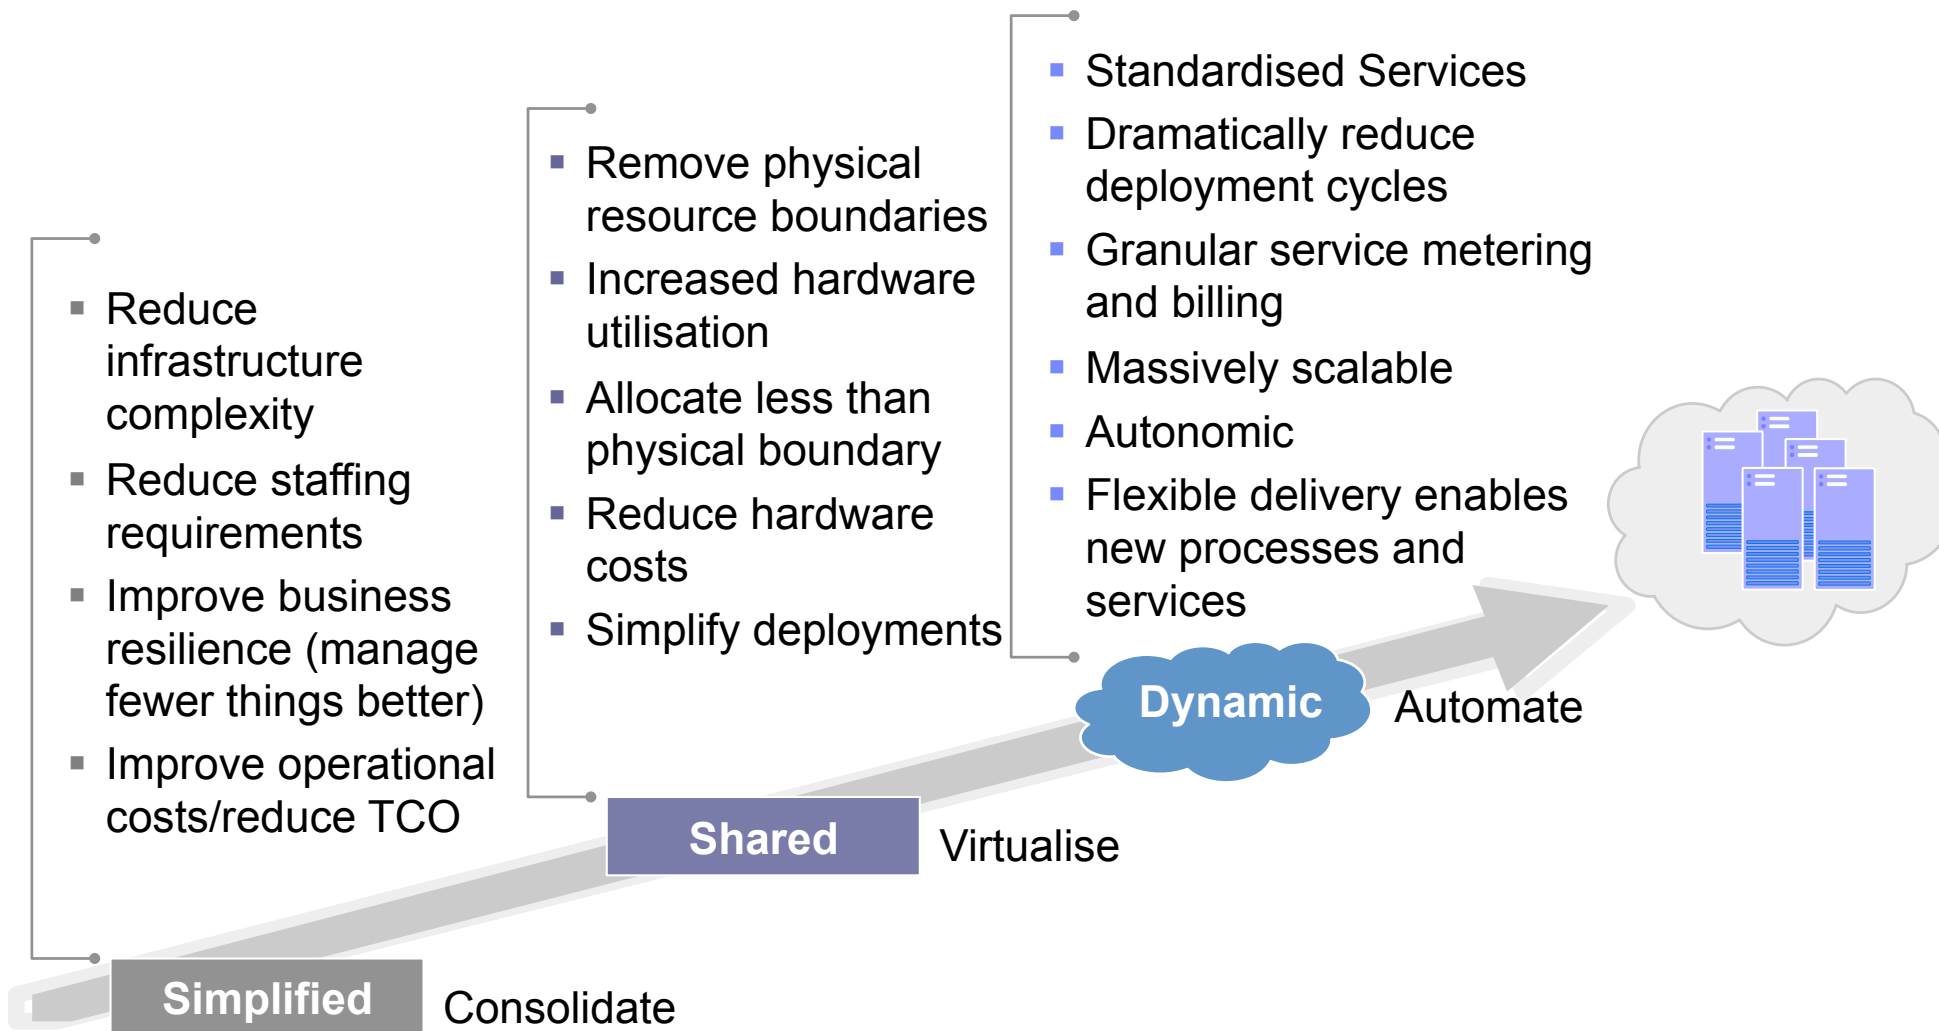 Reduce
infrastructure
complexity
Reduce staffing
requirements
Improve business
resilience (manage
fewer things better)
Improve operational
costs/reduce TCO
Simplified
Consolidate
Remove physical
resource boundaries
Increased hardware
utilisation
Allocate less than
physical boundary
Reduce hardware
costs
Simplify deployments
Shared
Virtualise
Standardised Services
Dramatically reduce
deployment cycles
Granular service metering
and billing
Massively scalable
Autonomic
Flexible delivery enables
new processes and
services
Dynamic
Automate